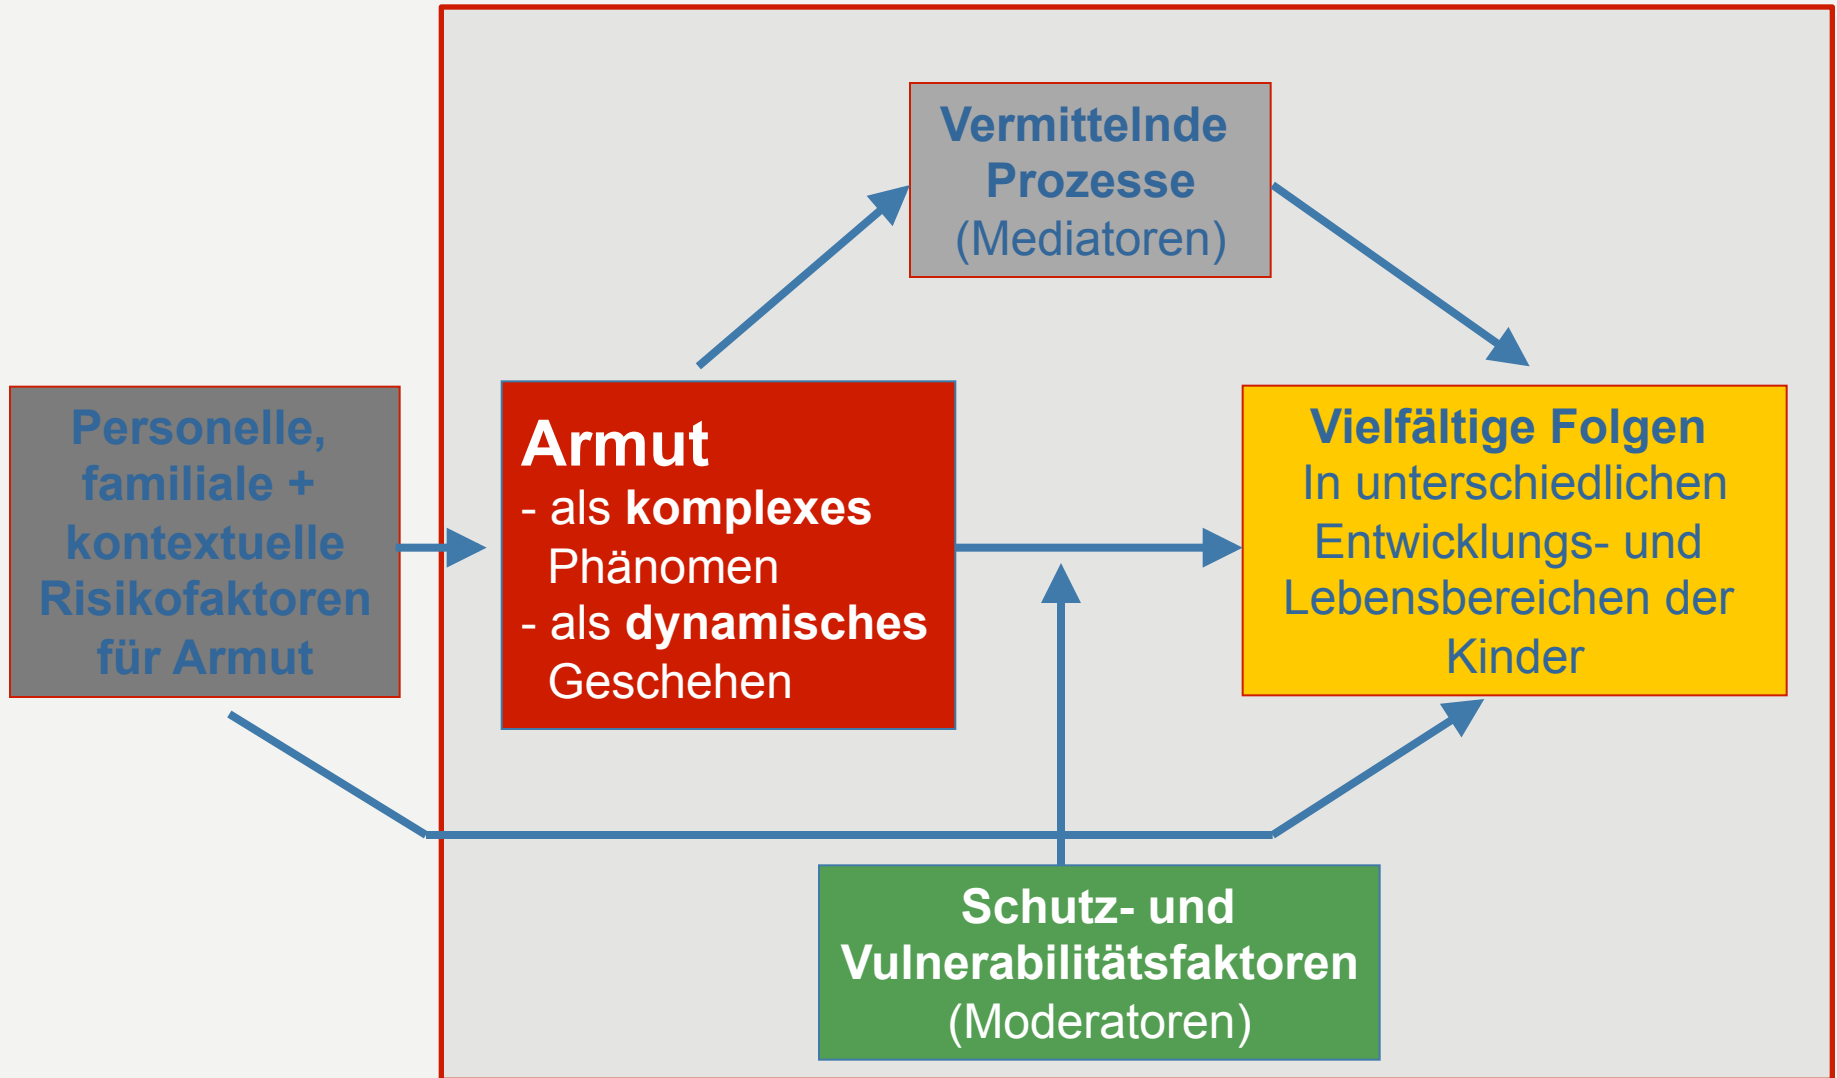 Vermittelnde
Prozesse
(Mediatoren)
Personelle,
familiale +
kontextuelle
Risikofaktoren
für Armut
Armut
- als komplexes
Phänomen
- als dynamisches
Geschehen
Vielfältige Folgen
In unterschiedlichen
Entwicklungs- und
Lebensbereichen der
Kinder
Schutz- und
Vulnerabilitätsfaktoren
(Moderatoren)